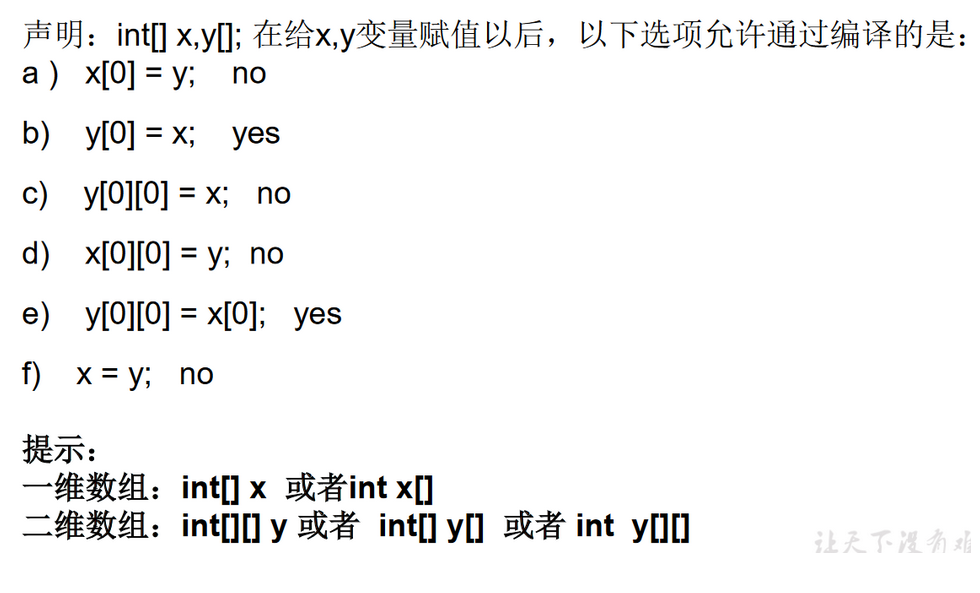 声明：int[] x,y[]; 在给x,y变量赋值以后，以下选项允许通过编译的是：
a ) x[0] = y; no
b) y[0] = x; yes
c) y[0][0] = x; no
d) x[0][0] = y; no
e) y[0][0] = x[0]; yes
f) x = y; no
提示：
一维数组：int[] x 或者int x[]
二维数组：int[][] y 或者 int[] y[] 或者 int y[][]
让天下没有难